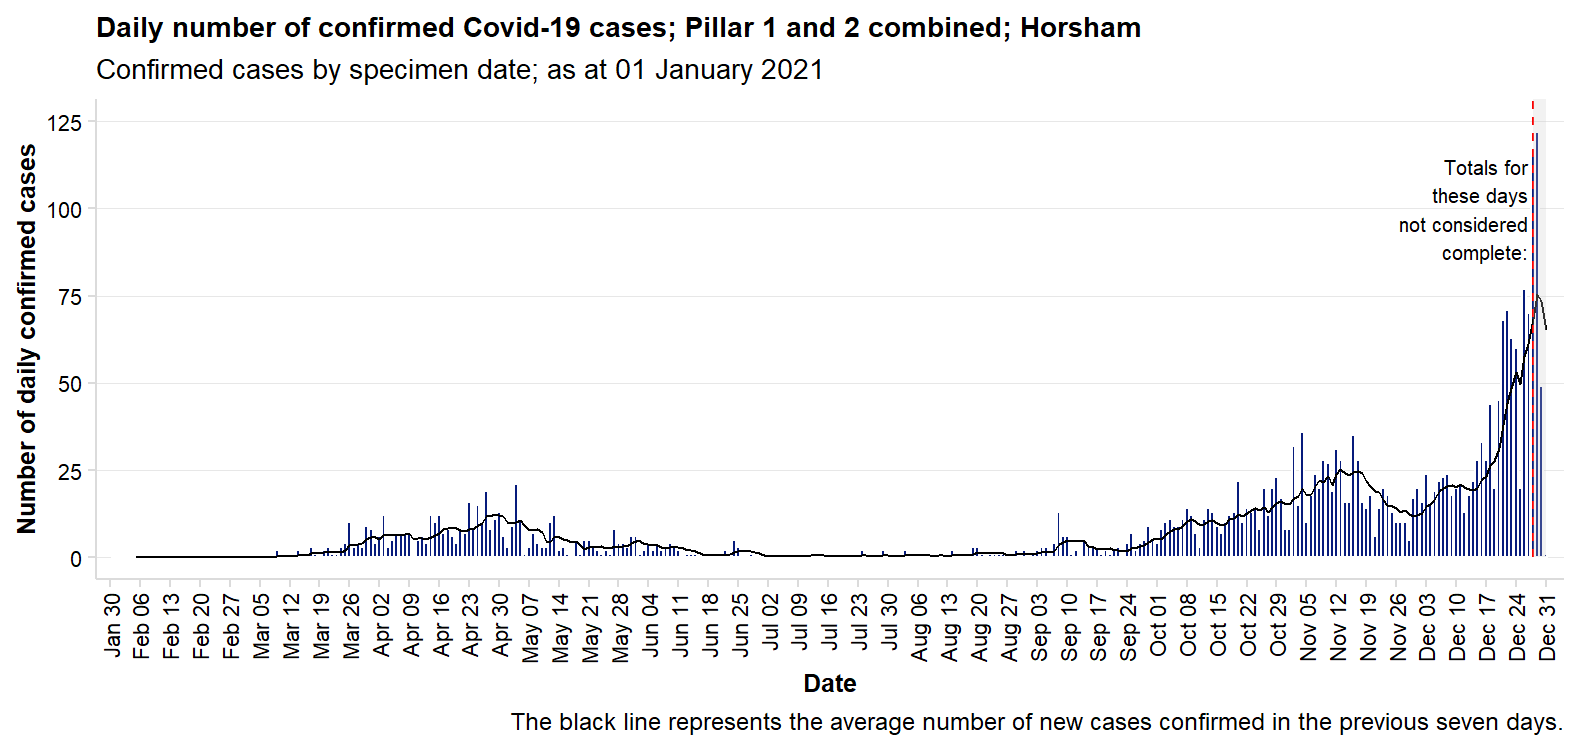 Daily number of confirmed Covid-19 cases; Pillar 1 and 2 combined; Horsham
Confirmed cases by specimen date; as at 01 January 2021
Number of daily confirmed cases
125
100
75
50
25
0
Totals for
these days
not considered
complete:
Jan 30
Feb 06
Feb 13
Feb 20
Feb 27
Mar 05
Mar 12
Mar 19
Mar 26
Apr 02
Apr 09
Apr 16
Apr 23
Apr 30
May 07
May 14
May 21
May 28
Jun 04
Jun 11
Jun 18
Jun 25
Jul 02
Jul 09
Jul 16
Jul 23
Jul 30
Aug 06
Aug 13
Aug 20
Aug 27
Sep 03
Sep 10
Sep 17
Sep 24
Oct 01
Oct 08
Oct 15
Oct 22
Oct 29
Nov 05
Nov 12
Nov 19
Nov 26
Dec 03
Dec 10
Dec 17
Dec 24
Dec 31
Date
The black line represents the average number of new cases confirmed in the previous seven days.